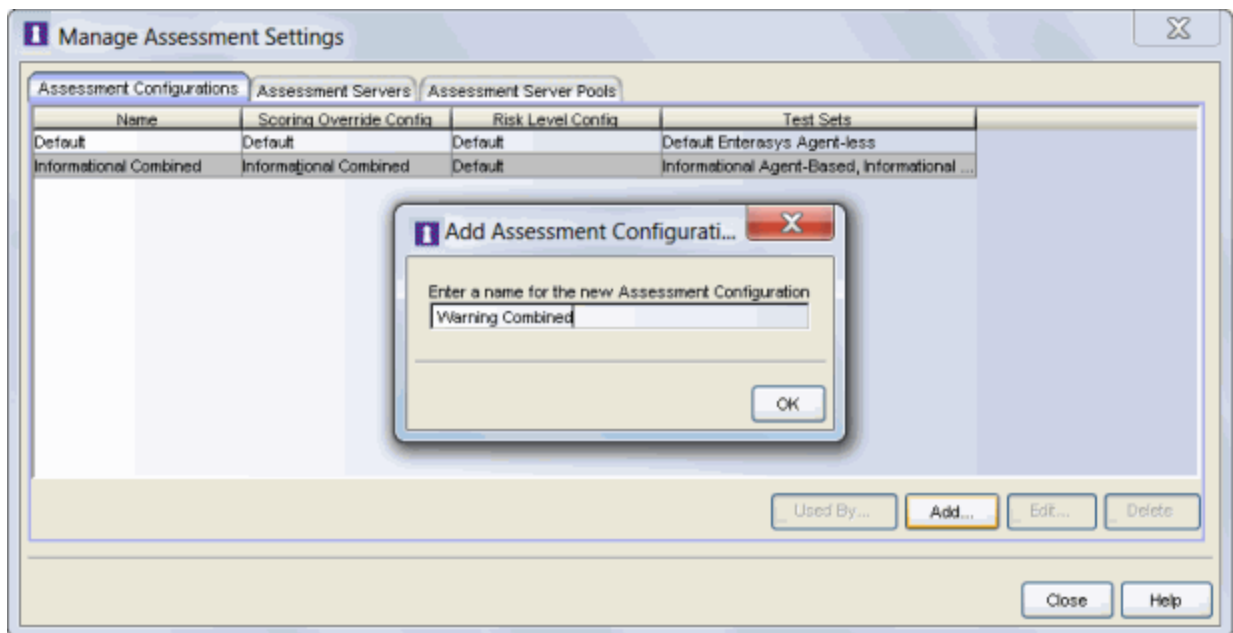 Manage Assessment Settings
Assessment Configurations Assessment Servers Assessment Server Pools
Name Scoring Override Config Risk Level Config Test Sets
Default Default Default Default Enterasys Agent-less
Informational Combined Informational Combined Default Informational Agent-Based, Informational ...
Add Assessment Configurati...
Enter a name for the new Assessment Configuration
Warning Combined
OK
Used By... Add... Edit... Delete
Close Help